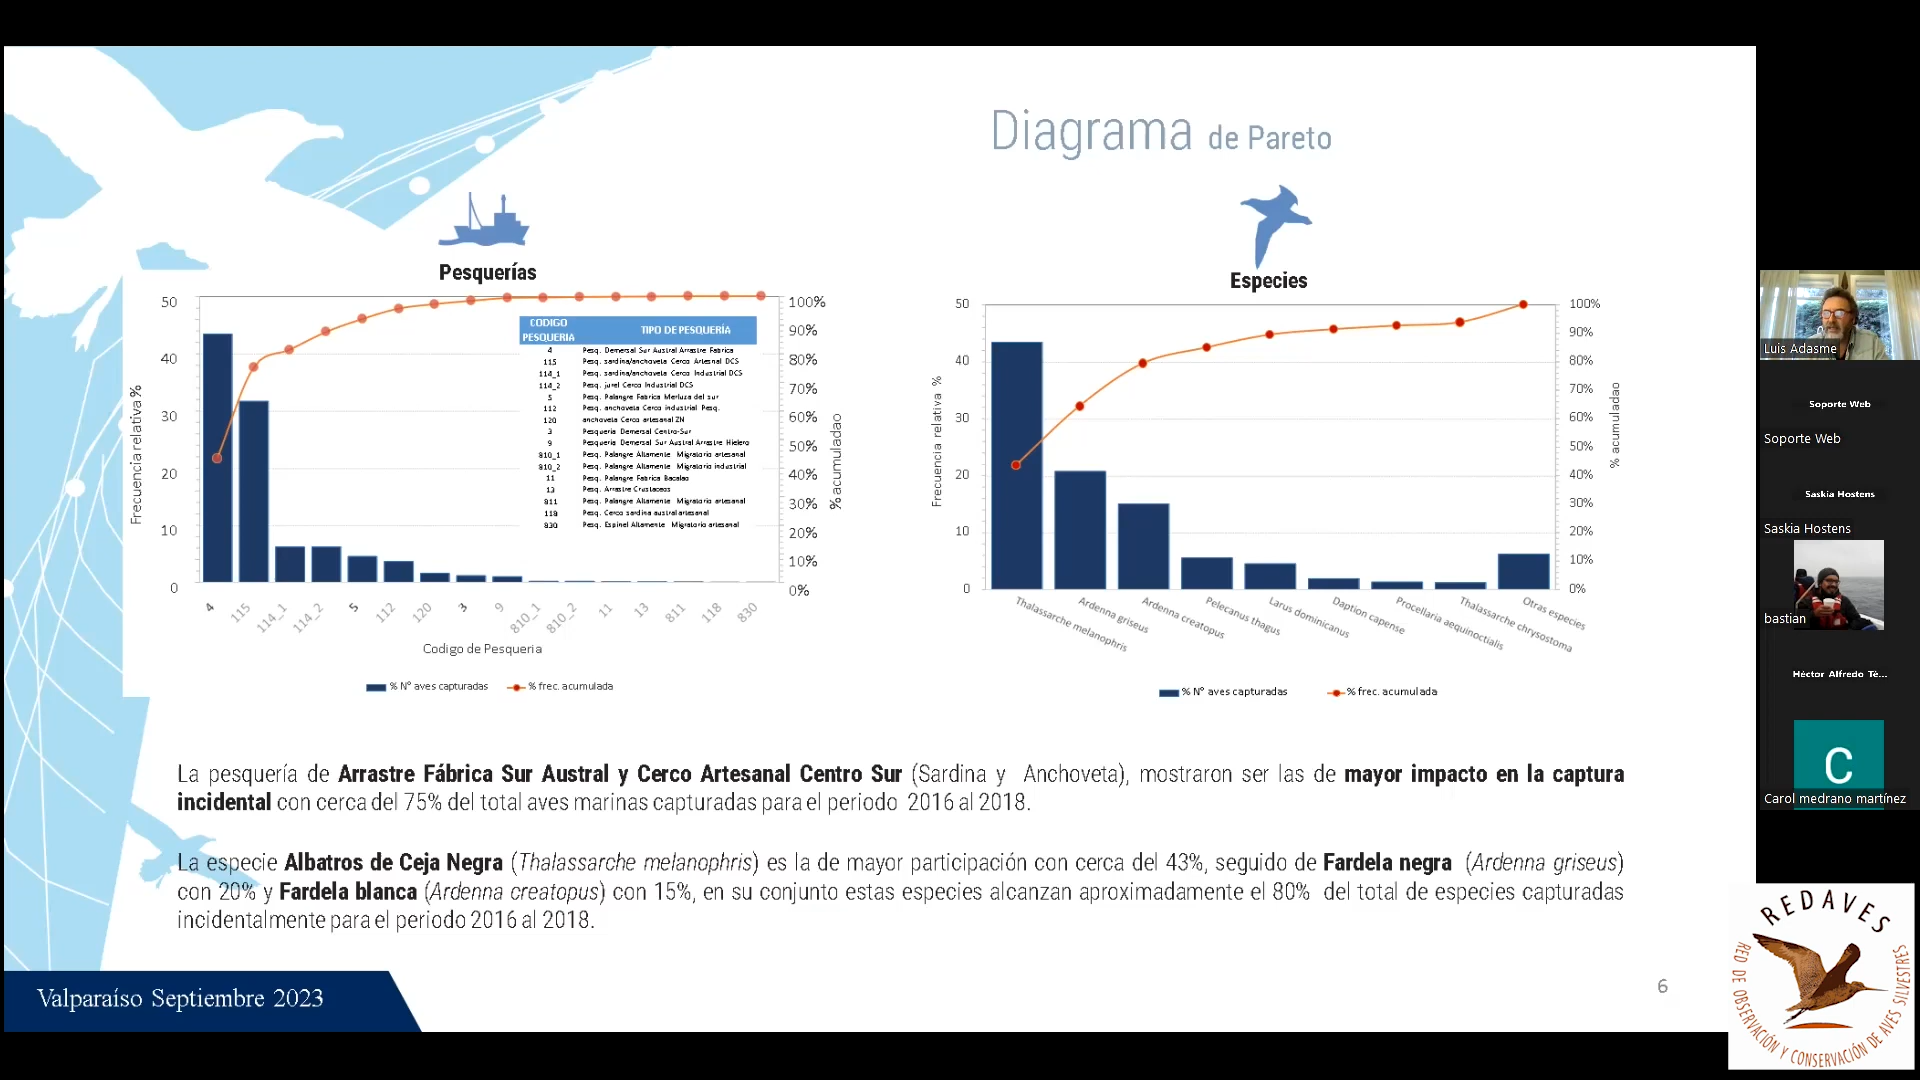 Diagrama de Pareto
Pesquerías
50
40
30
20
10
0
Frecuencia relativa %
100%
90%
80%
70%
60%
50%
40%
30%
20%
10%
0%
% acumuladao
CODIGO PESQUERIA TIPO DE PESQUERÍA
4 Pesq. Demersal Sur Austral Arrastre Fabrica
115 Pesq. sardina/anchoveta Cerco Artesnal DCS
114_1 Pesq. sardina/anchoveta Cerco Industrial DCS
114_2 Pesq. jurel Cerco Industrial DCS
5 Pesq. Palangre Fabrica Merluza del sur
112 Pesq. anchoveta Cerco industrial Pesq.
120 anchoveta Cerco artesanal ZN
3 Pesqueria Demersal Centro-Sur
9 Pesqueria Demersal Sur Austral Arrastre Hielero
810_1 Pesq. Palangre Altamente Migratorio artesanal
810_2 Pesq. Palangre Altamente Migratorio industrial
11 Pesq. Palangre Fabrica Bacalao
13 Pesq. Arrastre Crustaceos
811 Pesq. Palangre Altamente Migratorio artesanal
118 Pesq. Cerco sardina austral artesanal
830 Pesq. Espinel Altamente Migratorio artesanal
4 115 114_1 114_2 5 112 120 3 9 810_1 810_2 11 13 811 118 830
Codigo de Pesqueria
% N° aves capturadas % frec. acumulada
Especies
50
40
30
20
10
0
Frecuencia relativa %
100%
90%
80%
70%
60%
50%
40%
30%
20%
10%
0%
% acumuladao
Thalassarche melanophris
Ardenna griseus
Ardenna creatopus
Pelecanus thagus
Larus dominicanus
Daption capense
Procellaria aequinoctialis
Thalassarche chrysostoma
Otras especies
% N° aves capturadas % frec. acumulada
La pesquería de Arrastre Fábrica Sur Austral y Cerco Artesanal Centro Sur (Sardina y Anchoveta), mostraron ser las de mayor impacto en la captura
incidental con cerca del 75% del total aves marinas capturadas para el periodo 2016 al 2018.
La especie Albatros de Ceja Negra (Thalassarche melanophris) es la de mayor participación con cerca del 43%, seguido de Fardela negra (Ardenna griseus)
con 20% y Fardela blanca (Ardenna creatopus) con 15%, en su conjunto estas especies alcanzan aproximadamente el 80% del total de especies capturadas
incidentalmente para el periodo 2016 al 2018.
Valparaíso Septiembre 2023
6
Luis Adasme
Soporte Web
Soporte Web
Saskia Hostens
Saskia Hostens
bastian
Héctor Alfredo Té...
C
Carol medrano martínez
REDAVES
RED DE OBSERVACIÓN Y CONSERVACIÓN DE AVES SILVESTRES